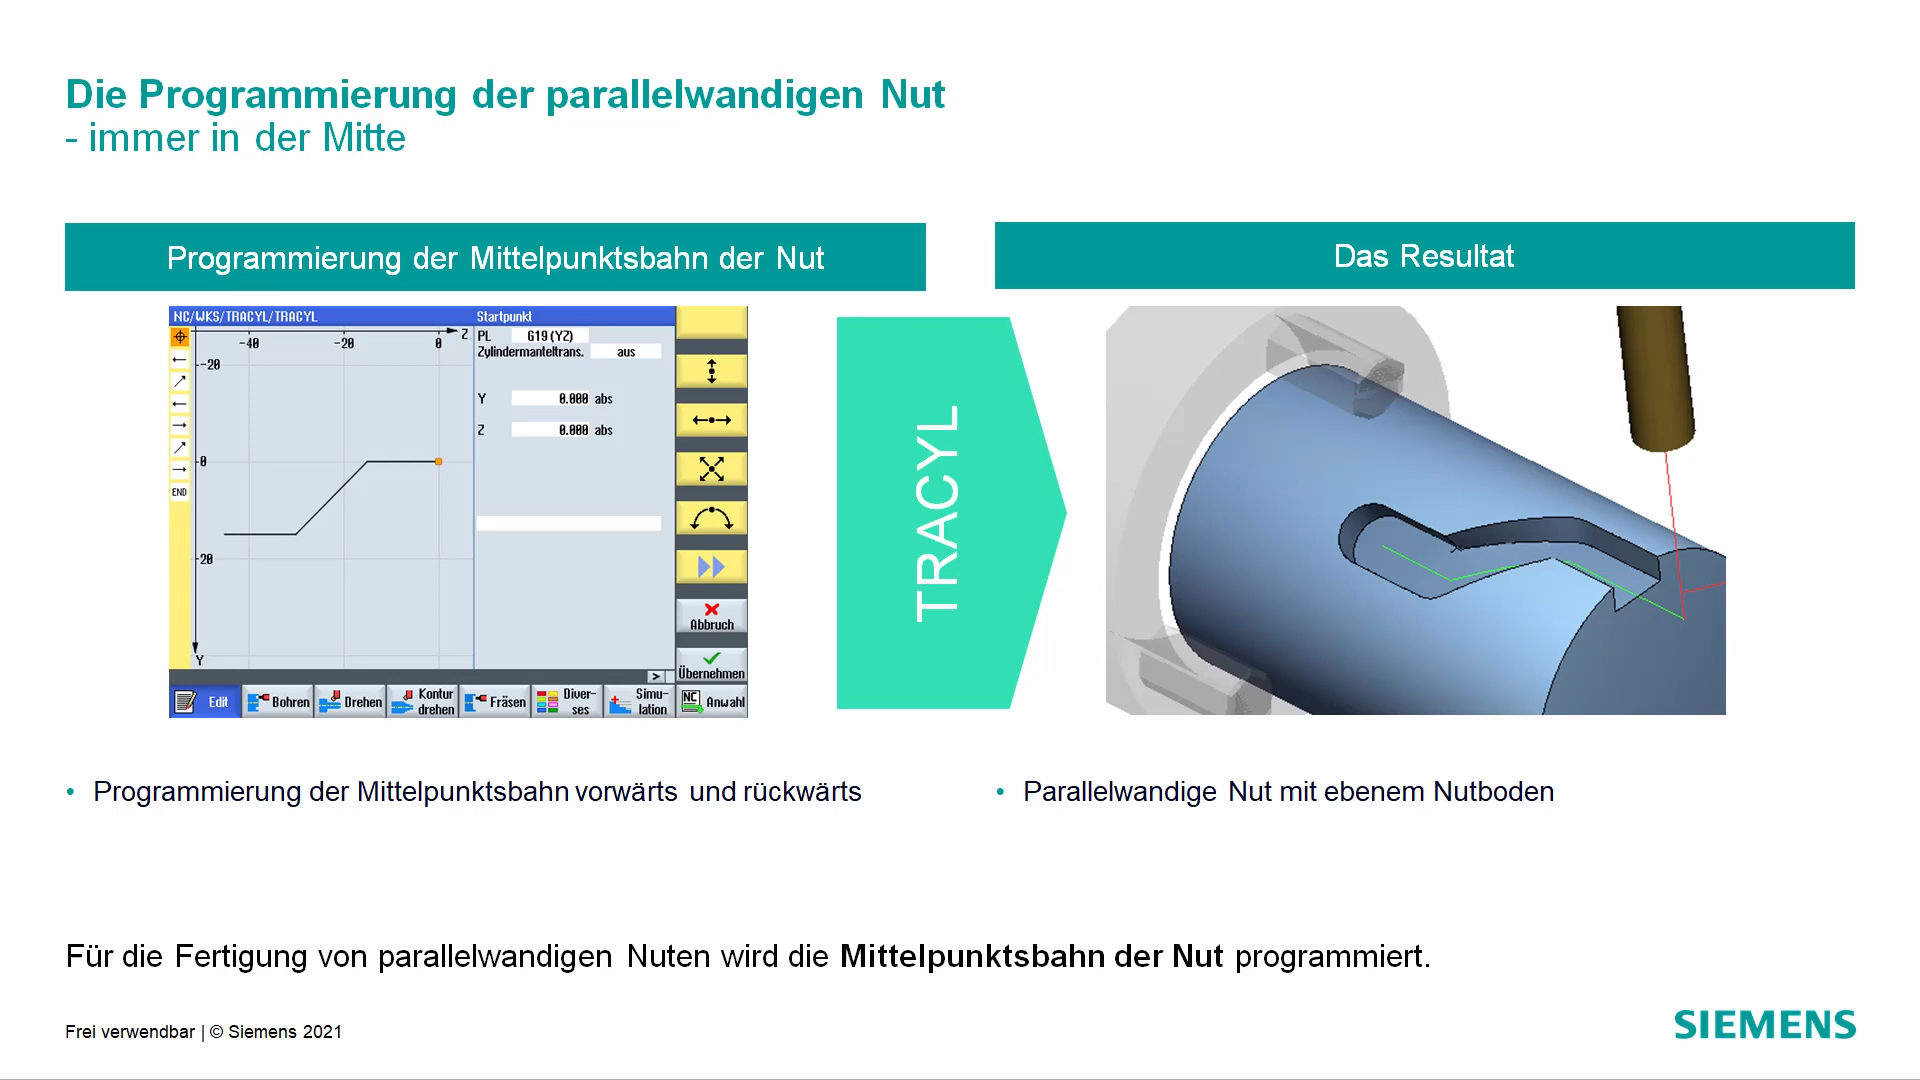 Die Programmierung der parallelwandigen Nut
- immer in der Mitte
Programmierung der Mittelpunktsbahn der Nut
Das Resultat
NC/WKS/TRACYL/TRACYL
Startpunkt
-40
-20
0
Z
-20
0
20
Y
END
PL G19(YZ)
Zylindermanteltrans. aus
Y 0.000 abs
Z 0.000 abs
Abbruch
Übernehmen
>
Edit
Bohren
Drehen
Kontur
drehen
Fräsen
Diver-
ses
Simu-
lation
NC Anwahl
TRACYL
• Programmierung der Mittelpunktsbahn vorwärts und rückwärts
• Parallelwandige Nut mit ebenem Nutboden
Für die Fertigung von parallelwandigen Nuten wird die Mittelpunktsbahn der Nut programmiert.
Frei verwendbar | © Siemens 2021
SIEMENS